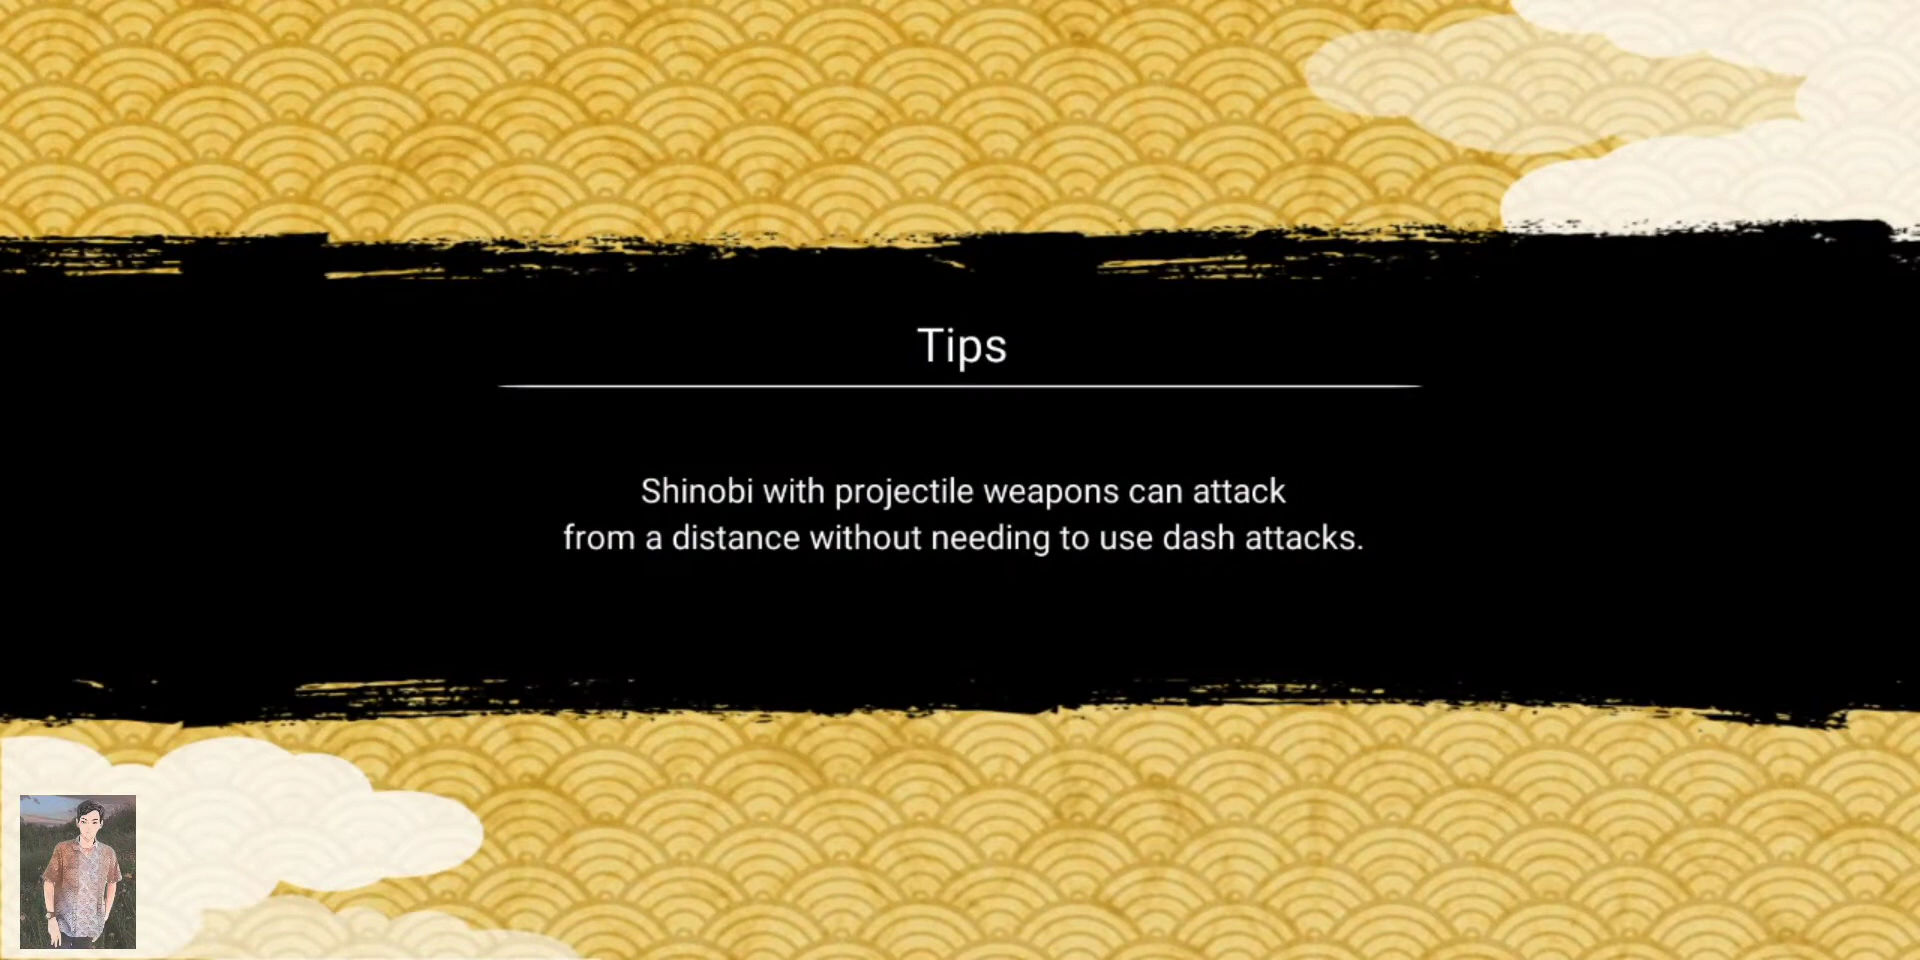 Tips
Shinobi with projectile weapons can attack
from a distance without needing to use dash attacks.